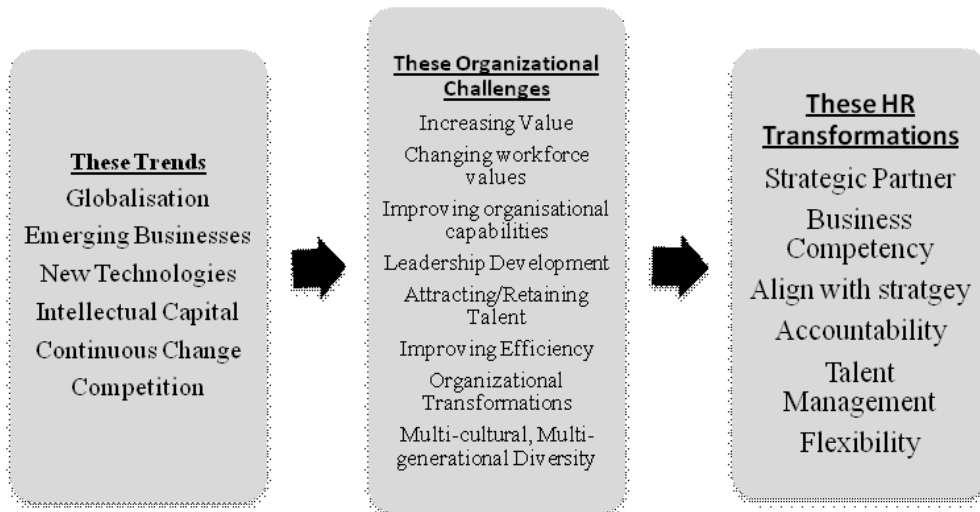 These Trends
Globalisation
Emerging Businesses
New Technologies
Intellectual Capital
Continuous Change
Competition
These Organizational
Challenges
Increasing Value
Changing workforce
values
Improving organisational
capabilities
Leadership Development
Attracting/Retaining
Talent
Improving Efficiency
Organizational
Transformations
Multi-cultural, Multi-
generational Diversity
These HR
Transformations
Strategic Partner
Business
Competency
Align with stratgey
Accountability
Talent
Management
Flexibility